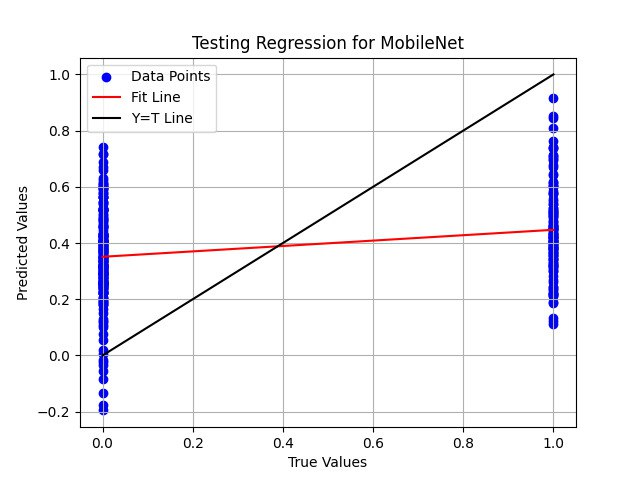 Testing Regression for MobileNet
Data Points
Fit Line
Y=T Line
1.0
0.8
0.6
0.4
0.2
0.0
−0.2
Predicted Values
0.0 0.2 0.4 0.6 0.8 1.0
True Values